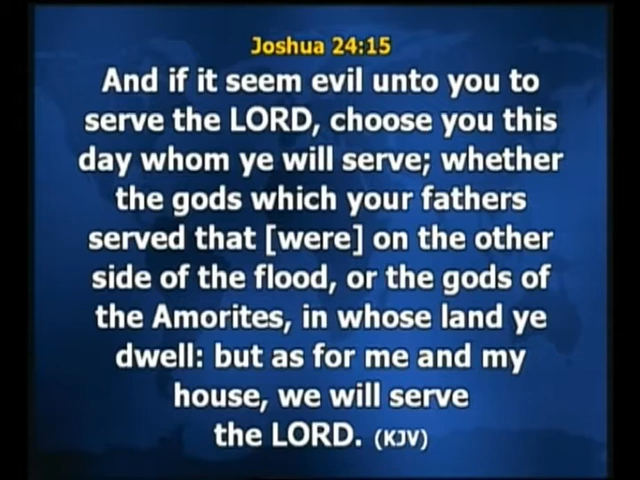 Joshua 24:15
And if it seem evil unto you to
serve the LORD, choose you this
day whom ye will serve; whether
the gods which your fathers
served that [were] on the other
side of the flood, or the gods of
the Amorites, in whose land ye
dwell: but as for me and my
house, we will serve
the LORD. (KJV)